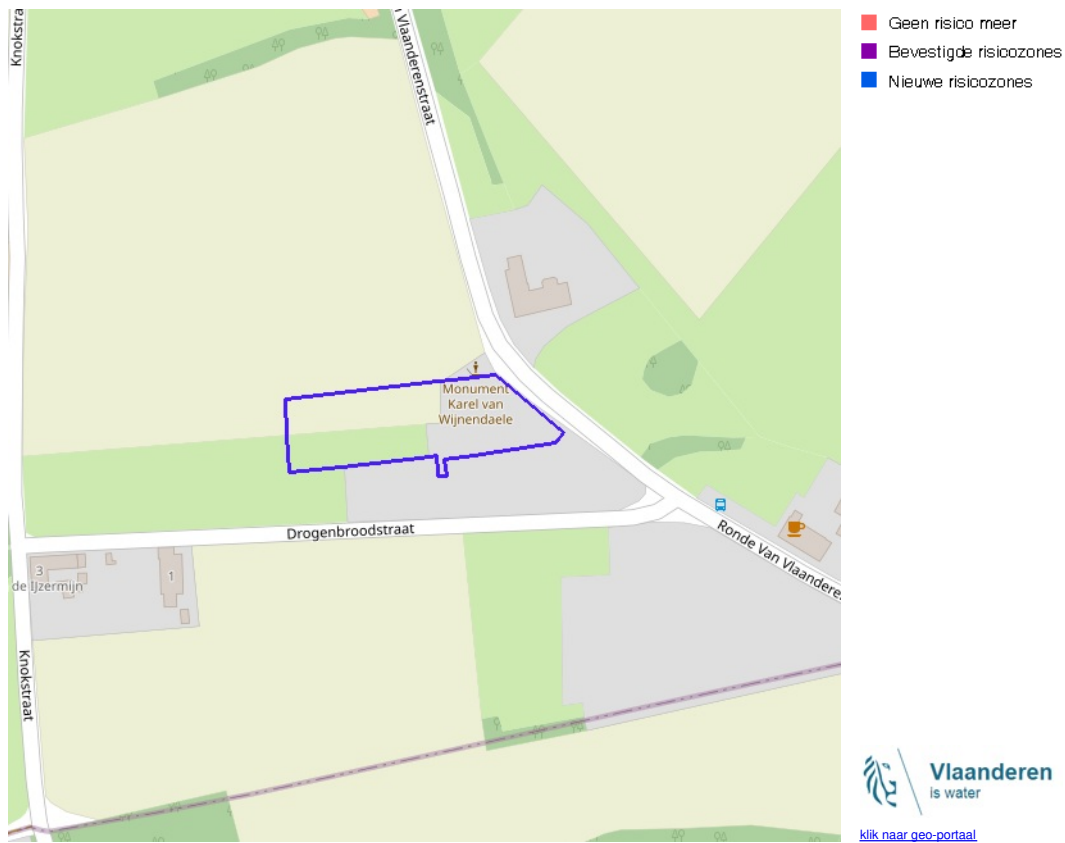 Knokstra
n Vlaanderenstraat
Monument
Karel van
Wijnendaele
Drogenbroodstraat
Ronde Van Vlaandere
3
1
de IJzermijn
Knokstraat
Geen risico meer
Bevestigde risicozones
Nieuwe risicozones
Vlaanderen
is water
klik naar geo-portaal